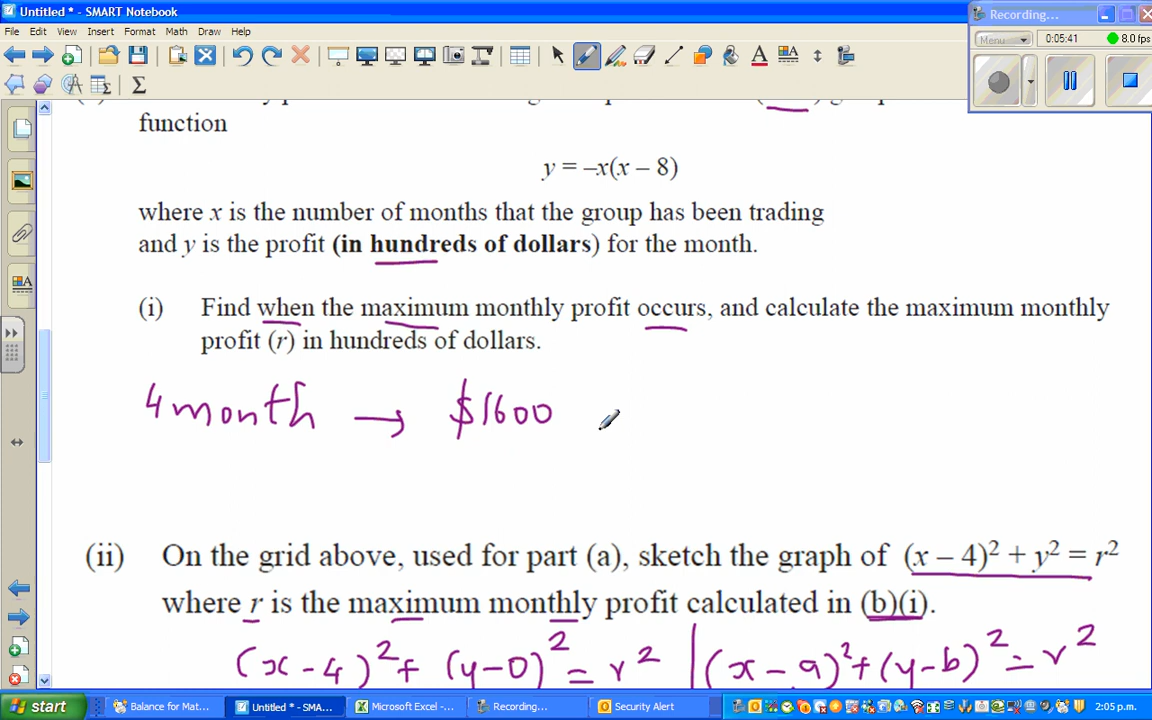 Untitled * - SMART Notebook
Recording...
File Edit View Insert Format Math Draw Help
Menu
0:05:41
8.0 fps
function
y = –x(x – 8)
where x is the number of months that the group has been trading
and y is the profit (in hundreds of dollars) for the month.
(i) Find when the maximum monthly profit occurs, and calculate the maximum monthly
profit (r) in hundreds of dollars.
4 month → $1600
(ii) On the grid above, used for part (a), sketch the graph of (x – 4)² + y² = r²
where r is the maximum monthly profit calculated in (b)(i).
(x - 4)² + (y - 0)² = r² | (x - a)² + (y - b)² = r²
start
Balance for Mat...
Untitled * - SMA...
Microsoft Excel -...
Recording...
Security Alert
2:05 p.m.